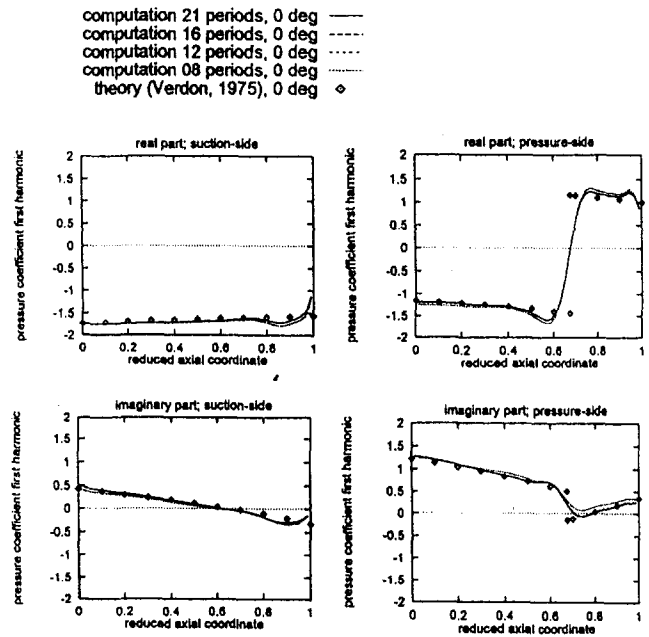 computation 21 periods, 0 deg
computation 16 periods, 0 deg
computation 12 periods, 0 deg
computation 08 periods, 0 deg
theory (Verdon, 1975), 0 deg
real part; suction-side
pressure coefficient first harmonic
2
1.5
1
0.5
0
-0.5
-1
-1.5
-2
0 0.2 0.4 0.6 0.8 1
reduced axial coordinate
real part; pressure-side
pressure coefficient first harmonic
2
1.5
1
0.5
0
-0.5
-1
-1.5
-2
0 0.2 0.4 0.6 0.8 1
reduced axial coordinate
imaginary part; suction-side
pressure coefficient first harmonic
2
1.5
1
0.5
0
-0.5
-1
-1.5
-2
0 0.2 0.4 0.6 0.8 1
reduced axial coordinate
imaginary part; pressure-side
pressure coefficient first harmonic
2
1.5
1
0.5
0
-0.5
-1
-1.5
-2
0 0.2 0.4 0.6 0.8 1
reduced axial coordinate